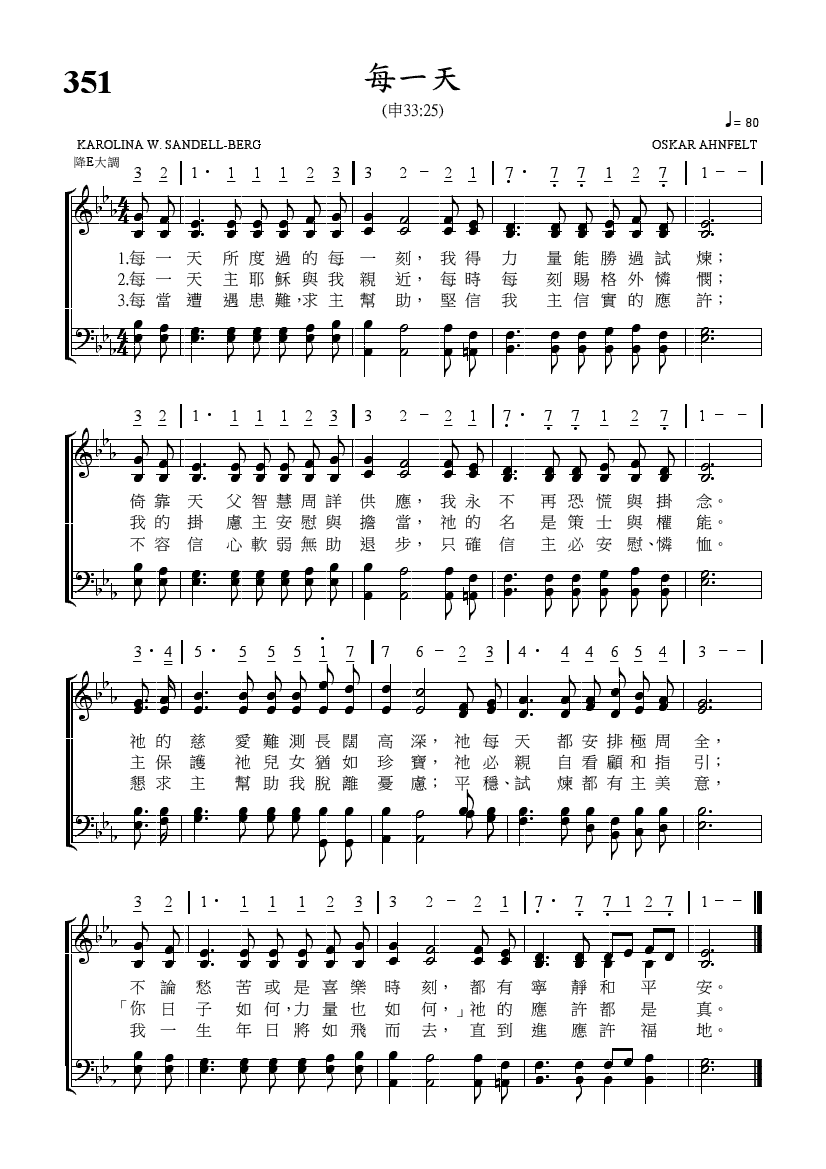 351
每一天
(申33:25)
♩= 80
KAROLINA W. SANDELL-BERG
OSKAR AHNFELT
降E大調
3 2 | 1· 1 1 1 2 3 | 3 2 – 2 1 | 7· 7 7 1 2 7 | 1 – – |
1.每一天所度過的每一刻，我得力量能勝過試煉；
2.每一天主耶穌與我親近，每時每刻賜格外憐憫；
3.每當遭遇患難，求主幫助，堅信我主信實的應許；
3 2 | 1· 1 1 1 2 3 | 3 2 – 2 1 | 7· 7 7 1 2 7 | 1 – – |
倚靠天父智慧周詳供應，我永不再恐慌與掛念。
我的掛慮主安慰與擔當，祂的名是策士與權能。
不容信心軟弱無助退步，只確信主必安慰、憐恤。
3· 4 | 5· 5 5 5 1 7 | 7 6 – 2 3 | 4· 4 4 6 5 4 | 3 – – |
祂的慈愛難測長闊高深，祂每天都安排極周全，
主保護祂兒女猶如珍寶，祂必親自看顧和指引；
懇求主幫助我脫離憂慮；平穩、試煉都有主美意，
3 2 | 1· 1 1 1 2 3 | 3 2 – 2 1 | 7· 7 7 1 2 7 | 1 – – |
不論愁苦或是喜樂時刻，都有寧靜和平安。
「你日子如何，力量也如何，」祂的應許都是真。
我一生年日將如飛而去，直到進應許福地。